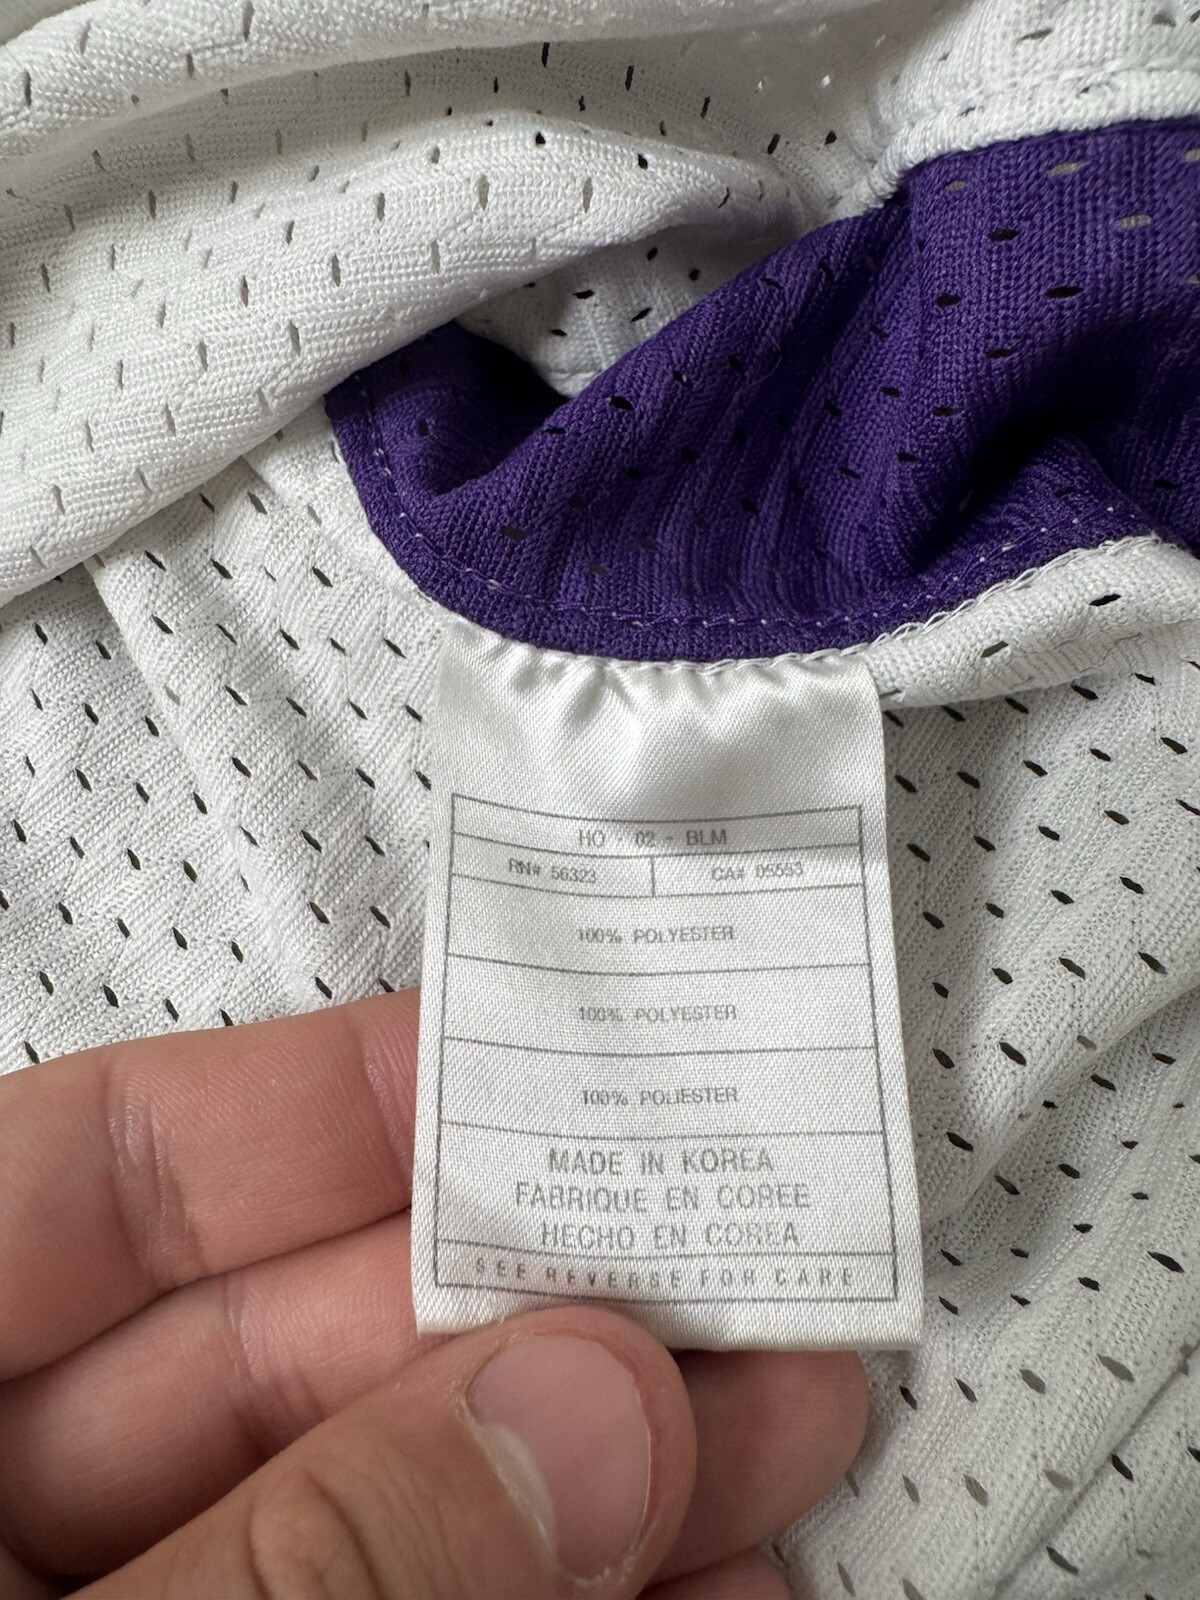 HO 02 - BLM
RN# 56323 CA# 05553
100% POLYESTER
100% POLYESTER
100% POLIESTER
MADE IN KOREA
FABRIQUE EN COREE
HECHO EN COREA
SEE REVERSE FOR CARE